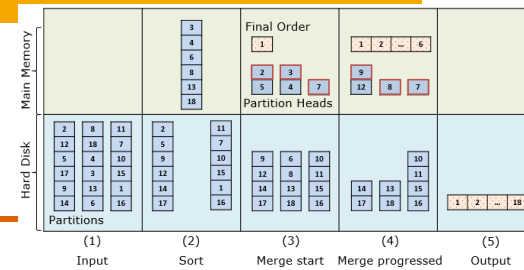 Main Memory
3
4
6
8
13
18
Final Order
1
2 3
5 4 7
Partition Heads
1 2 ... 6
9
12 8 7
Hard Disk
2 8 11
12 18 7
5 4 10
17 3 15
9 13 1
14 6 16
Partitions
2 11
5 7
9 10
12 15
14 1
17 16
9 6 10
12 8 11
14 13 15
17 18 16
10
11
14 13 15
17 18 16
1 2 ... 18
(1) (2) (3) (4) (5)
Input Sort Merge start Merge progressed Output